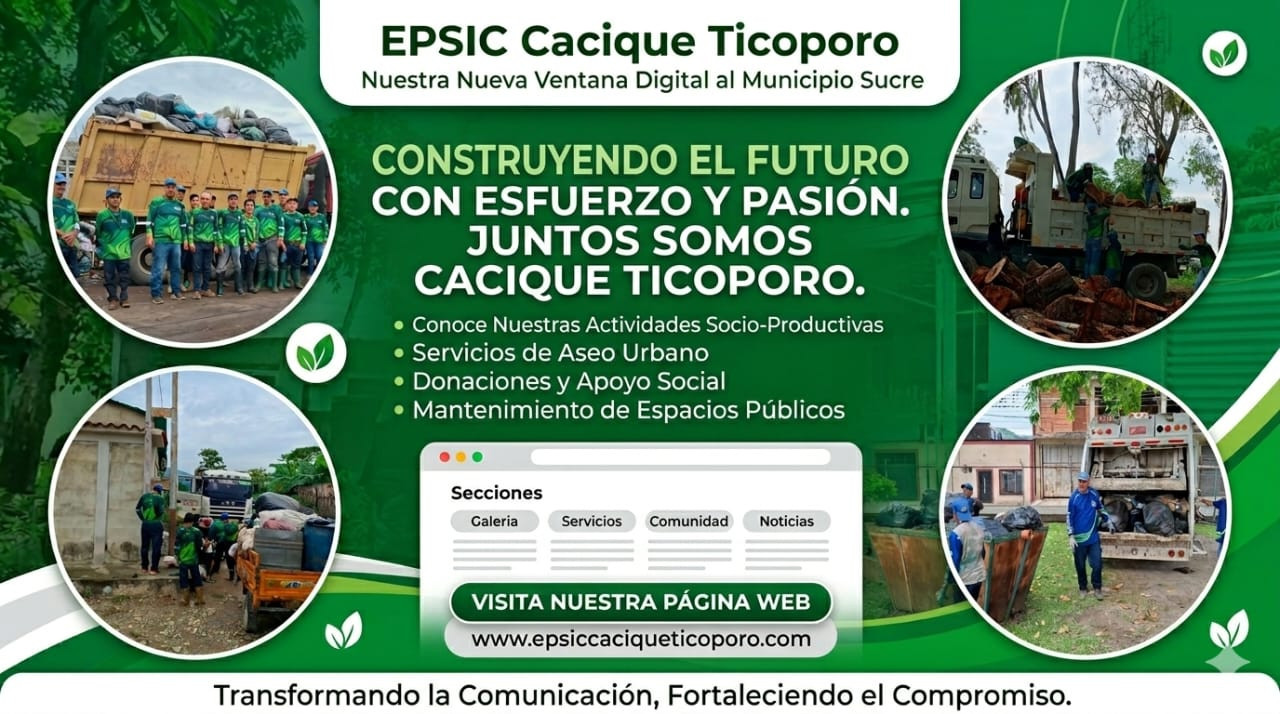 EPSIC Cacique Ticoporo
Nuestra Nueva Ventana Digital al Municipio Sucre
CONSTRUYENDO EL FUTURO
CON ESFUERZO Y PASIÓN.
JUNTOS SOMOS
CACIQUE TICOPORO.
• Conoce Nuestras Actividades Socio-Productivas
• Servicios de Aseo Urbano
• Donaciones y Apoyo Social
• Mantenimiento de Espacios Públicos
Secciones
Galeria
Servicios
Comunidad
Noticias
VISITA NUESTRA PÁGINA WEB
www.epsiccaciqueticoporo.com
Transformando la Comunicación, Fortaleciendo el Compromiso.